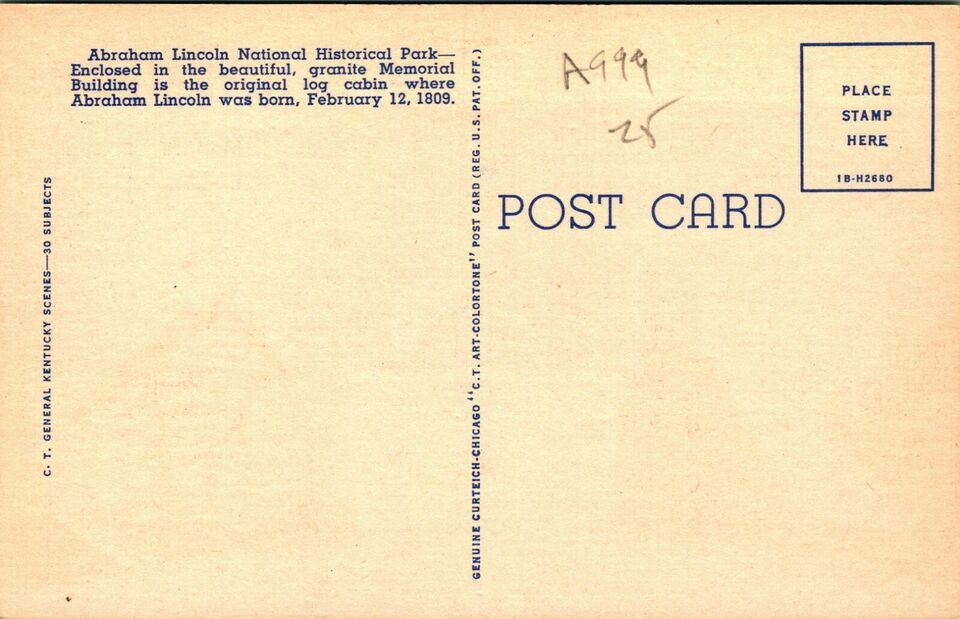 Abraham Lincoln National Historical Park—
Enclosed in the beautiful, granite Memorial
Building is the original log cabin where
Abraham Lincoln was born, February 12, 1809.
C. T. GENERAL KENTUCKY SCENES—30 SUBJECTS
GENUINE CURTEICH-CHICAGO "C.T. ART-COLORTONE" POST CARD (REG. U.S. PAT. OFF.)
A999
25
POST CARD
PLACE
STAMP
HERE
1B-H2680